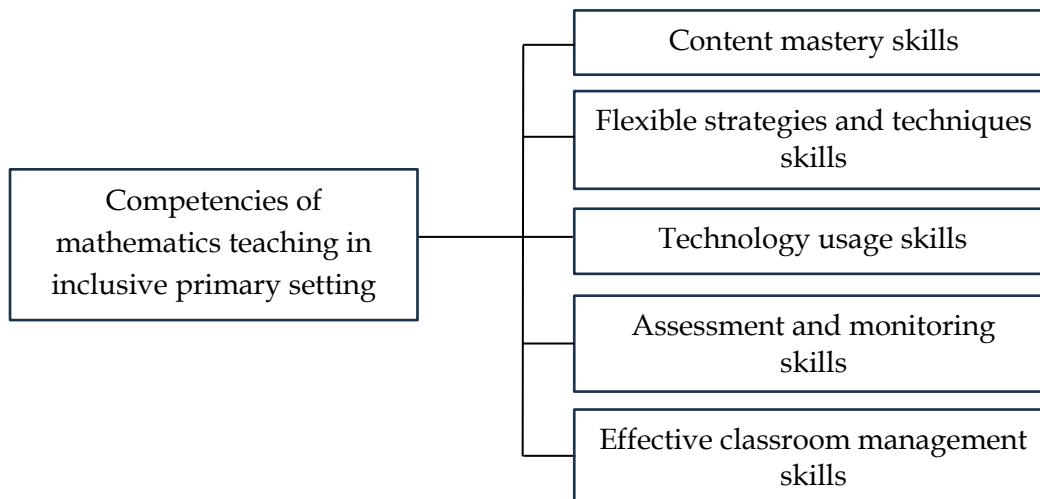 Competencies of
mathematics teaching in
inclusive primary setting
Content mastery skills
Flexible strategies and techniques
skills
Technology usage skills
Assessment and monitoring
skills
Effective classroom management
skills